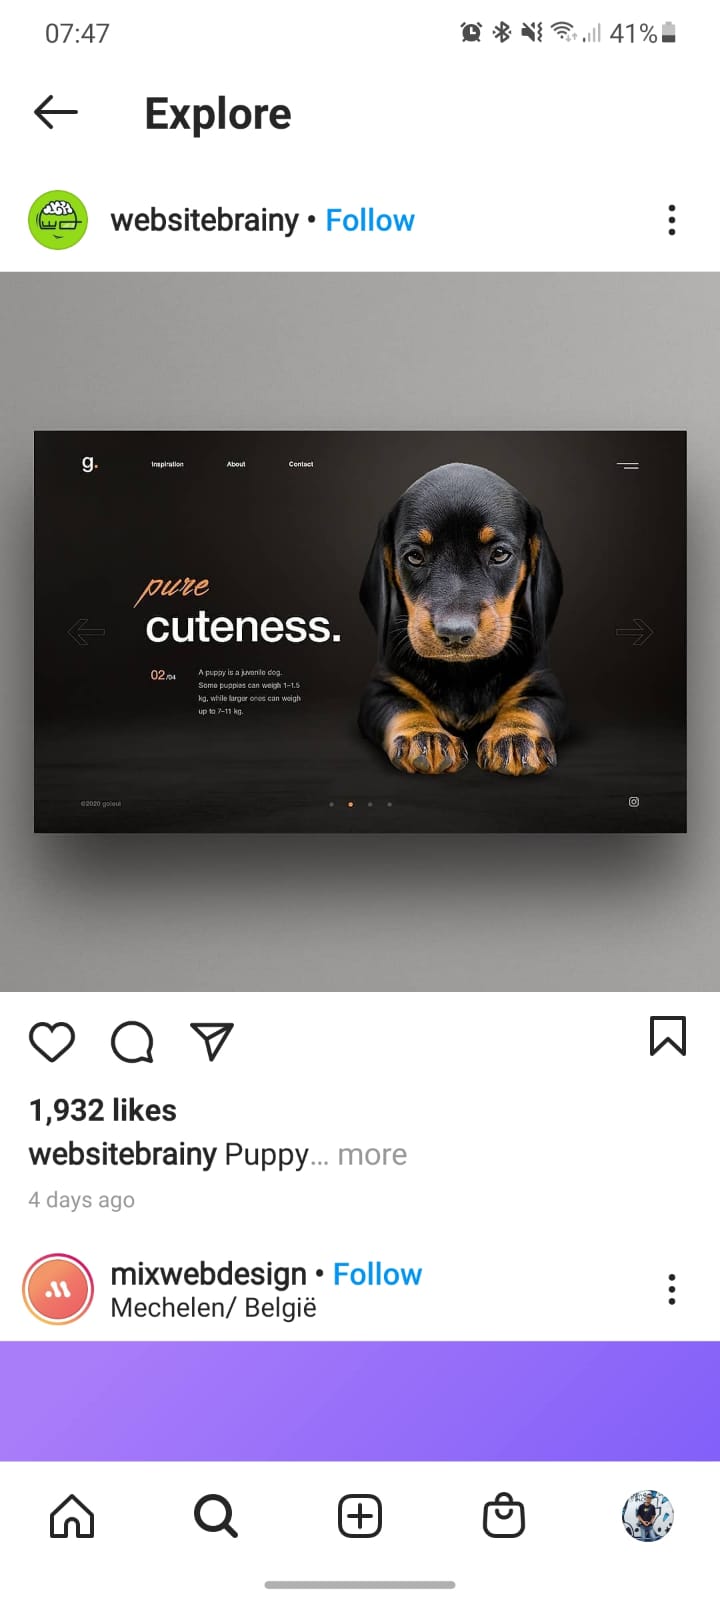 07:47
41%
Explore
websitebrainy • Follow
g.
Inspiration About Contact
pure
cuteness.
02/04
A puppy is a juvenile dog.
Some puppies can weigh 1–1.5
kg, while larger ones can weigh
up to 7–11 kg.
1,932 likes
websitebrainy Puppy... more
4 days ago
mixwebdesign • Follow
Mechelen/ België